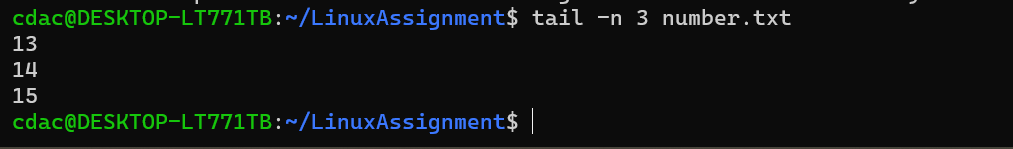 cdac@DESKTOP-LT771TB:~/LinuxAssignment$ tail -n 3 number.txt
13
14
15
cdac@DESKTOP-LT771TB:~/LinuxAssignment$